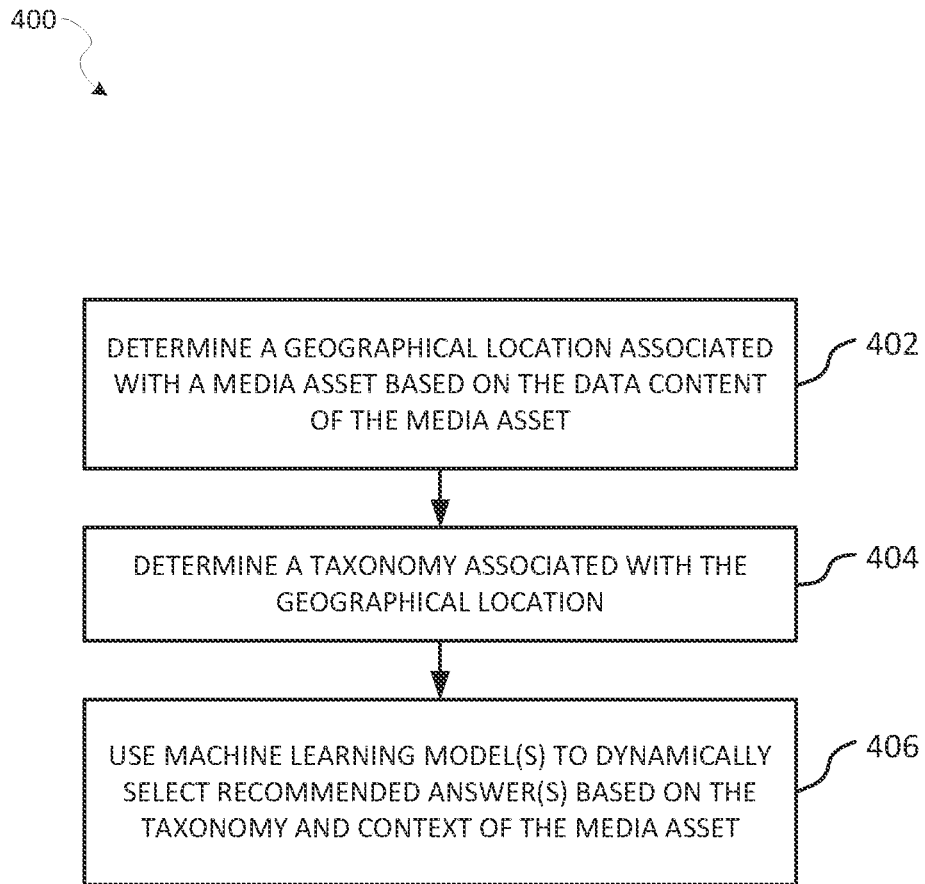 400
DETERMINE A GEOGRAPHICAL LOCATION ASSOCIATED
WITH A MEDIA ASSET BASED ON THE DATA CONTENT
OF THE MEDIA ASSET
402
DETERMINE A TAXONOMY ASSOCIATED WITH THE
GEOGRAPHICAL LOCATION
404
USE MACHINE LEARNING MODEL(S) TO DYNAMICALLY
SELECT RECOMMENDED ANSWER(S) BASED ON THE
TAXONOMY AND CONTEXT OF THE MEDIA ASSET
406